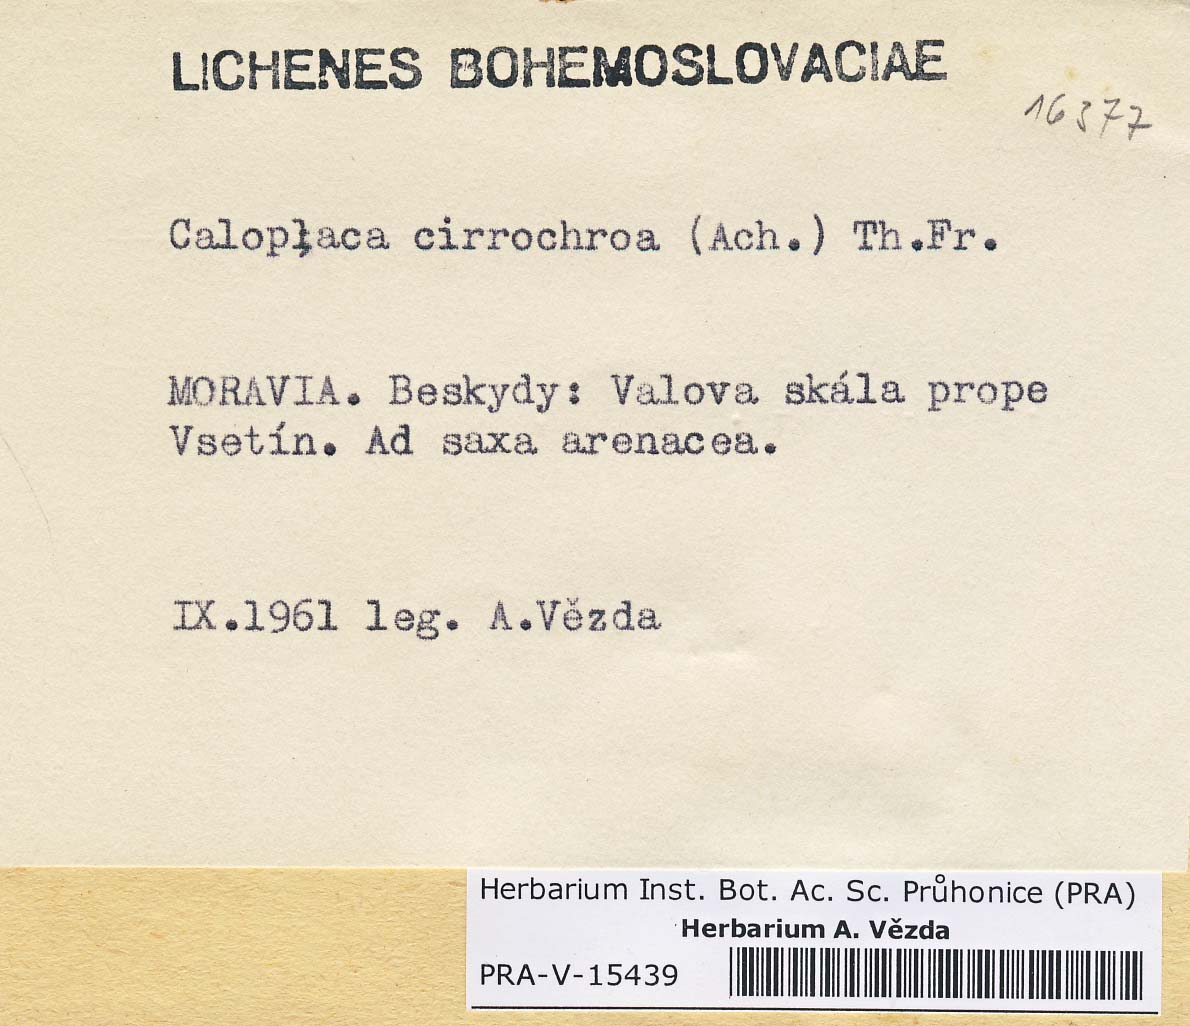 LICHENES BOHEMOSLOVACIAE
16377
Caloplaca cirrochroa (Ach.) Th.Fr.
MORAVIA. Beskydy: Valova skála prope
Vsetín. Ad saxa arenacea.
IX.1961 leg. A.Vězda
Herbarium Inst. Bot. Ac. Sc. Průhonice (PRA)
Herbarium A. Vězda
PRA-V-15439